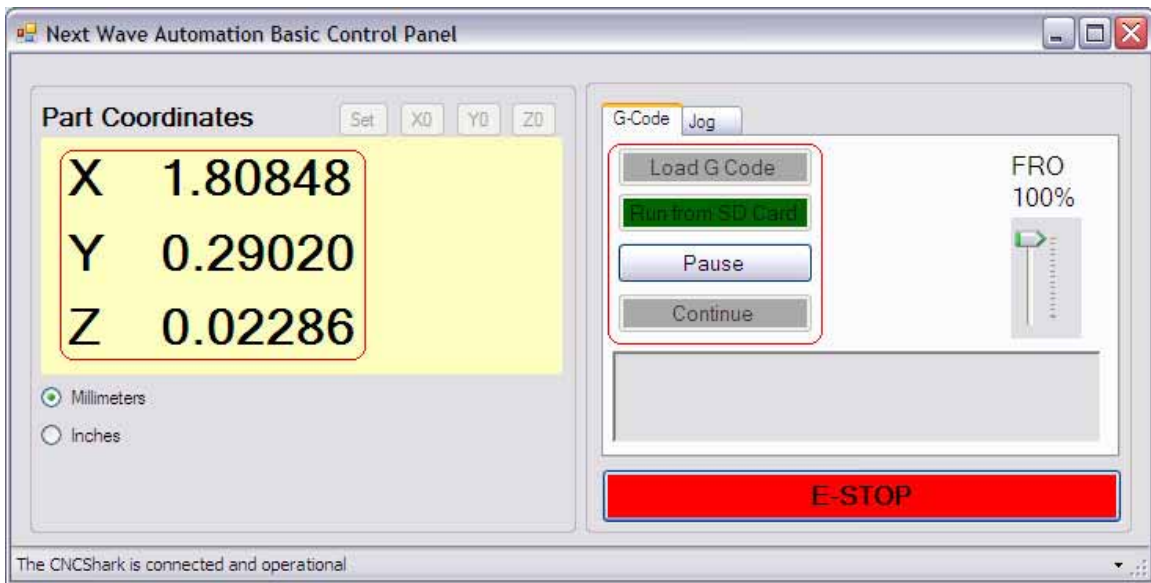 Next Wave Automation Basic Control Panel
Part Coordinates
Set X0 Y0 Z0
X 1.80848
Y 0.29020
Z 0.02286
Millimeters
Inches
G-Code Jog
Load G Code
Run from SD Card
Pause
Continue
FRO
100%
E-STOP
The CNCShark is connected and operational